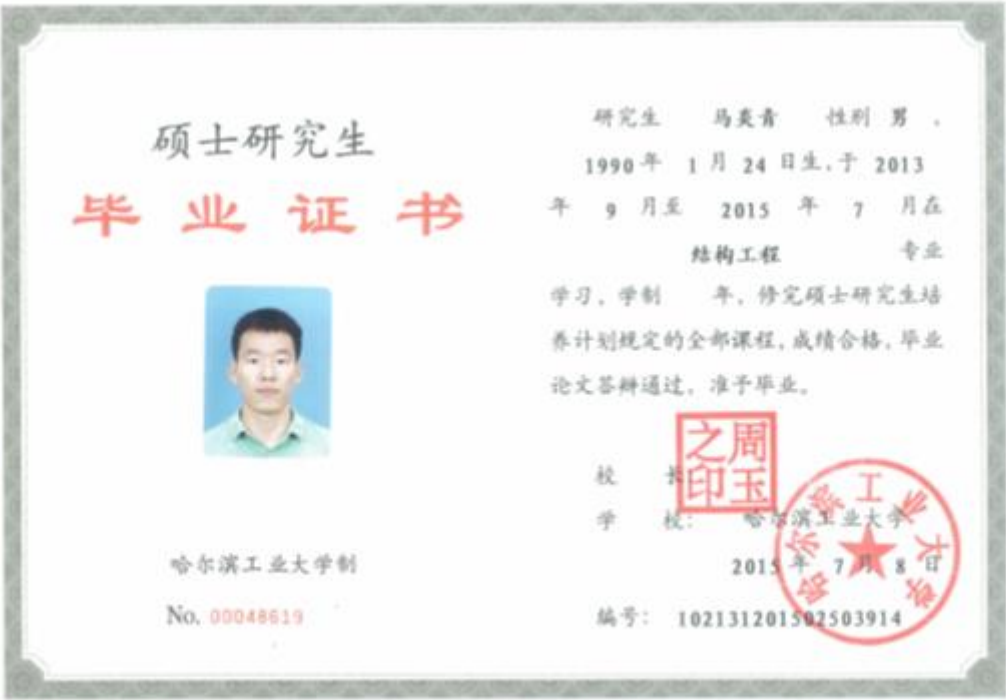 硕士研究生
毕业证书
哈尔滨工业大学制
No. 00048619
研究生 马炎青 性别 男 ，
1990 年 1 月 24 日生，于 2013
年 9 月至 2015 年 7 月在
结构工程 专业
学习，学制 年，修完硕士研究生培
养计划规定的全部课程，成绩合格，毕业
论文答辩通过，准予毕业。
校 长：
周玉之印
学 校： 哈尔滨工业大学
哈尔滨工业大学
2015 年 7 月 8 日
编号： 102131201502503914